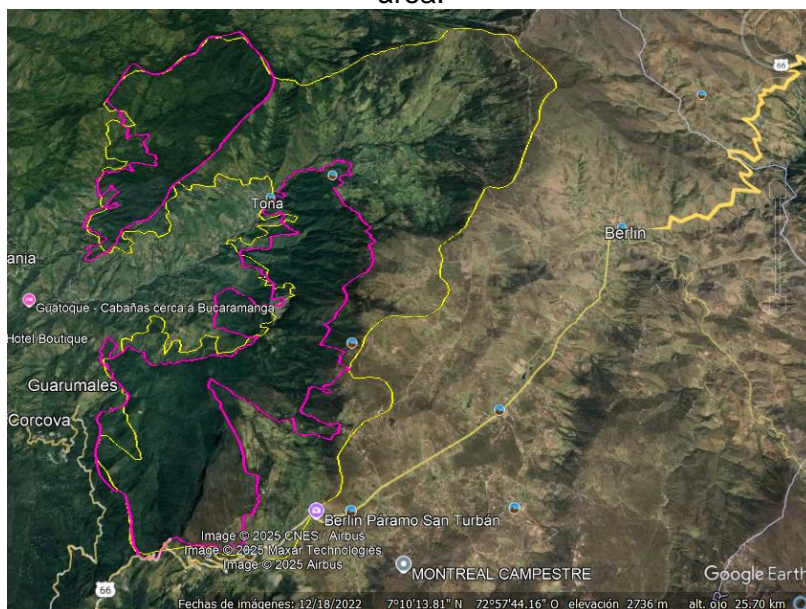 area.
66
Tona
Berlin
ania
Guatoque - Cabañas cerca a Bucaramanga
Hotel Boutique
Guarumales
Corcova
Berlín Páramo San Turbán
Image © 2025 CNES / Airbus
Image © 2025 Maxar Technologies
Image © 2025 Airbus
MONTREAL CAMPESTRE
66
Google Earth
Fechas de imágenes: 12/18/2022 7°10'13.81" N 72°57'44.16" O elevación 2736 m alt. ojo 25.70 km